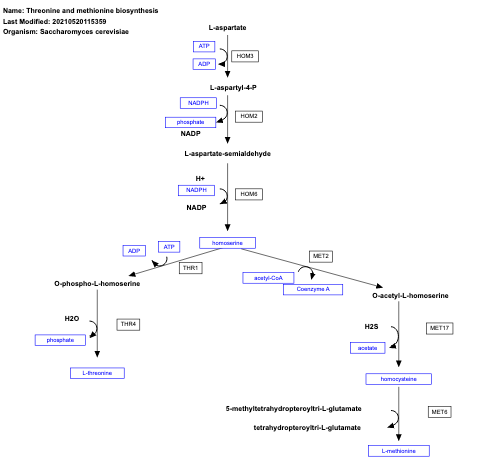 Name: Threonine and methionine biosynthesis
Last Modified: 20210520115359
Organism: Saccharomyces cerevisiae
L-aspartate
ATP
HOM3
ADP
L-aspartyl-4-P
NADPH
HOM2
phosphate
NADP
L-aspartate-semialdehyde
H+
NADPH
HOM6
NADP
homoserine
ADP
ATP
MET2
THR1
acetyl-CoA
Coenzyme A
O-phospho-L-homoserine
O-acetyl-L-homoserine
H2O
THR4
phosphate
H2S
MET17
acetate
L-threonine
homocysteine
5-methyltetrahydropteroyltri-L-glutamate
MET6
tetrahydropteroyltri-L-glutamate
L-methionine